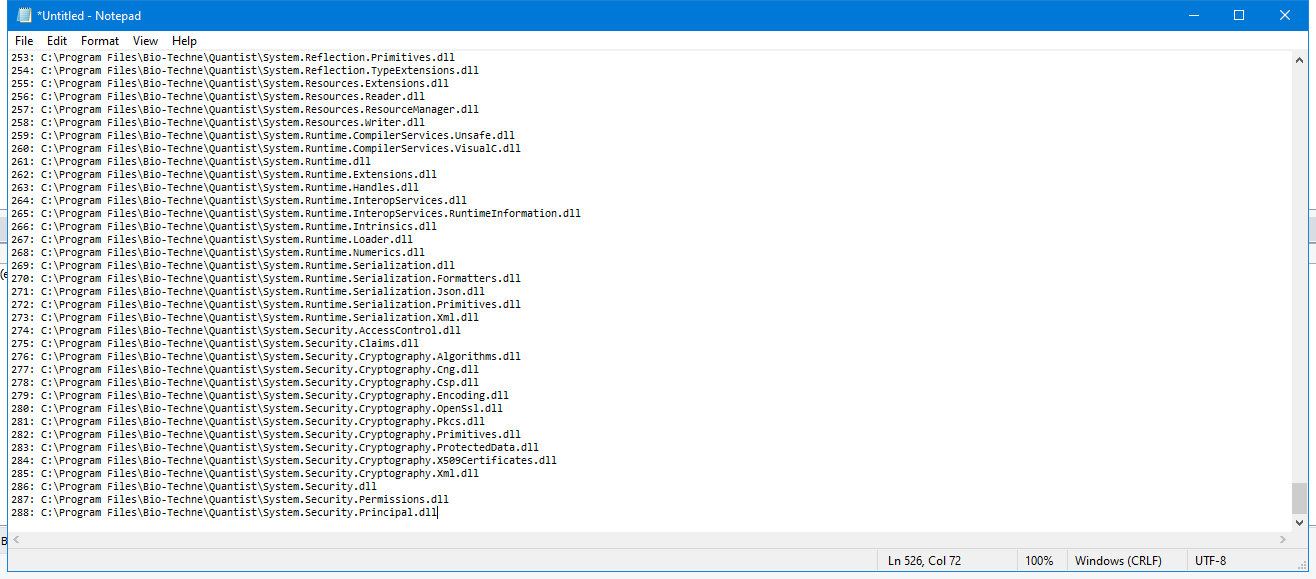 *Untitled - Notepad
File Edit Format View Help
253: C:\Program Files\Bio-Techne\Quantist\System.Reflection.Primitives.dll
254: C:\Program Files\Bio-Techne\Quantist\System.Reflection.TypeExtensions.dll
255: C:\Program Files\Bio-Techne\Quantist\System.Resources.Extensions.dll
256: C:\Program Files\Bio-Techne\Quantist\System.Resources.Reader.dll
257: C:\Program Files\Bio-Techne\Quantist\System.Resources.ResourceManager.dll
258: C:\Program Files\Bio-Techne\Quantist\System.Resources.Writer.dll
259: C:\Program Files\Bio-Techne\Quantist\System.Runtime.CompilerServices.Unsafe.dll
260: C:\Program Files\Bio-Techne\Quantist\System.Runtime.CompilerServices.VisualC.dll
261: C:\Program Files\Bio-Techne\Quantist\System.Runtime.dll
262: C:\Program Files\Bio-Techne\Quantist\System.Runtime.Extensions.dll
263: C:\Program Files\Bio-Techne\Quantist\System.Runtime.Handles.dll
264: C:\Program Files\Bio-Techne\Quantist\System.Runtime.InteropServices.dll
265: C:\Program Files\Bio-Techne\Quantist\System.Runtime.InteropServices.RuntimeInformation.dll
266: C:\Program Files\Bio-Techne\Quantist\System.Runtime.Intrinsics.dll
267: C:\Program Files\Bio-Techne\Quantist\System.Runtime.Loader.dll
268: C:\Program Files\Bio-Techne\Quantist\System.Runtime.Numerics.dll
269: C:\Program Files\Bio-Techne\Quantist\System.Runtime.Serialization.dll
270: C:\Program Files\Bio-Techne\Quantist\System.Runtime.Serialization.Formatters.dll
271: C:\Program Files\Bio-Techne\Quantist\System.Runtime.Serialization.Json.dll
272: C:\Program Files\Bio-Techne\Quantist\System.Runtime.Serialization.Primitives.dll
273: C:\Program Files\Bio-Techne\Quantist\System.Runtime.Serialization.Xml.dll
274: C:\Program Files\Bio-Techne\Quantist\System.Security.AccessControl.dll
275: C:\Program Files\Bio-Techne\Quantist\System.Security.Claims.dll
276: C:\Program Files\Bio-Techne\Quantist\System.Security.Cryptography.Algorithms.dll
277: C:\Program Files\Bio-Techne\Quantist\System.Security.Cryptography.Cng.dll
278: C:\Program Files\Bio-Techne\Quantist\System.Security.Cryptography.Csp.dll
279: C:\Program Files\Bio-Techne\Quantist\System.Security.Cryptography.Encoding.dll
280: C:\Program Files\Bio-Techne\Quantist\System.Security.Cryptography.OpenSsl.dll
281: C:\Program Files\Bio-Techne\Quantist\System.Security.Cryptography.Pkcs.dll
282: C:\Program Files\Bio-Techne\Quantist\System.Security.Cryptography.Primitives.dll
283: C:\Program Files\Bio-Techne\Quantist\System.Security.Cryptography.ProtectedData.dll
284: C:\Program Files\Bio-Techne\Quantist\System.Security.Cryptography.X509Certificates.dll
285: C:\Program Files\Bio-Techne\Quantist\System.Security.Cryptography.Xml.dll
286: C:\Program Files\Bio-Techne\Quantist\System.Security.dll
287: C:\Program Files\Bio-Techne\Quantist\System.Security.Permissions.dll
288: C:\Program Files\Bio-Techne\Quantist\System.Security.Principal.dll
Ln 526, Col 72 100% Windows (CRLF) UTF-8